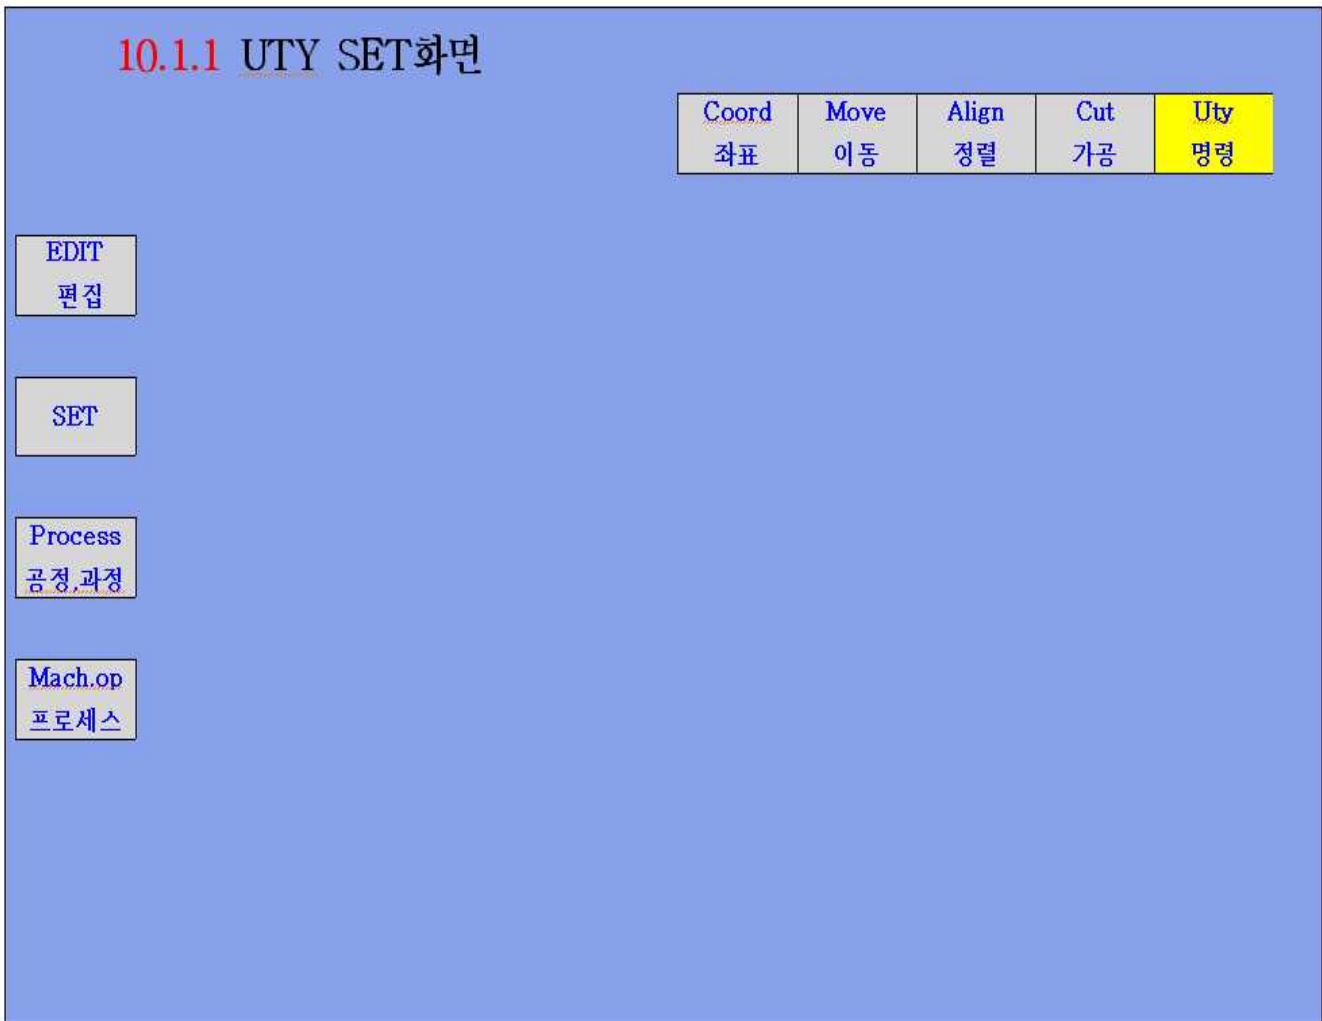 10.1.1 UTY SET화면
Coord Move Align Cut Uty
좌표 이동 정렬 가공 명령
EDIT
편집
SET
Process
공정,과정
Mach.op
프로세스